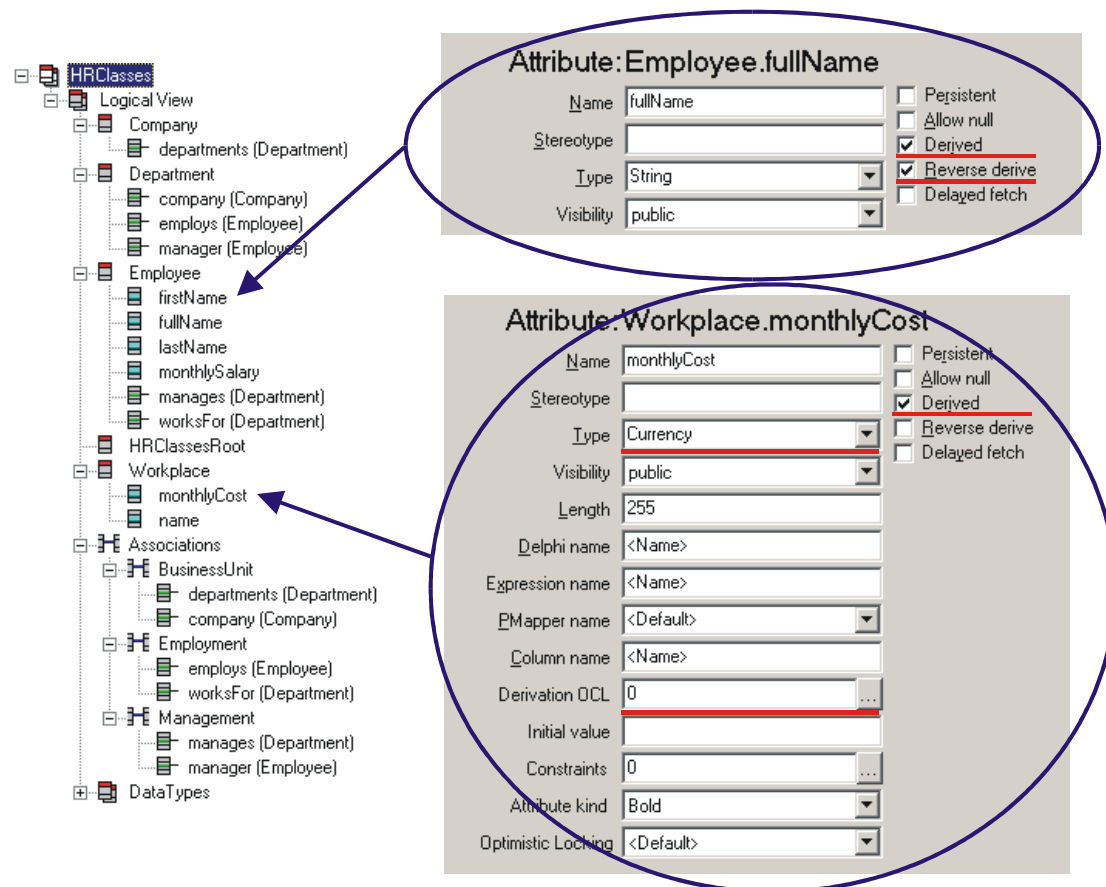 HRClasses
Logical View
Company
departments (Department)
Department
company (Company)
employs (Employee)
manager (Employee)
Employee
firstName
fullName
lastName
monthlySalary
manages (Department)
worksFor (Department)
HRClassesRoot
Workplace
monthlyCost
name
Associations
BusinessUnit
departments (Department)
company (Company)
Employment
employs (Employee)
worksFor (Department)
Management
manages (Department)
manager (Employee)
DataTypes
Attribute:Employee.fullName
Name fullName
Persistent
Allow null
Stereotype
Derived
Type String
Reverse derive
Delayed fetch
Visibility public
Attribute:Workplace.monthlyCost
Name monthlyCost
Persistent
Allow null
Stereotype
Derived
Type Currency
Reverse derive
Delayed fetch
Visibility public
Length 255
Delphi name <Name>
Expression name <Name>
PMapper name <Default>
Column name <Name>
Derivation OCL 0 ...
Initial value
Constraints 0 ...
Attribute kind Bold
Optimistic Locking <Default>